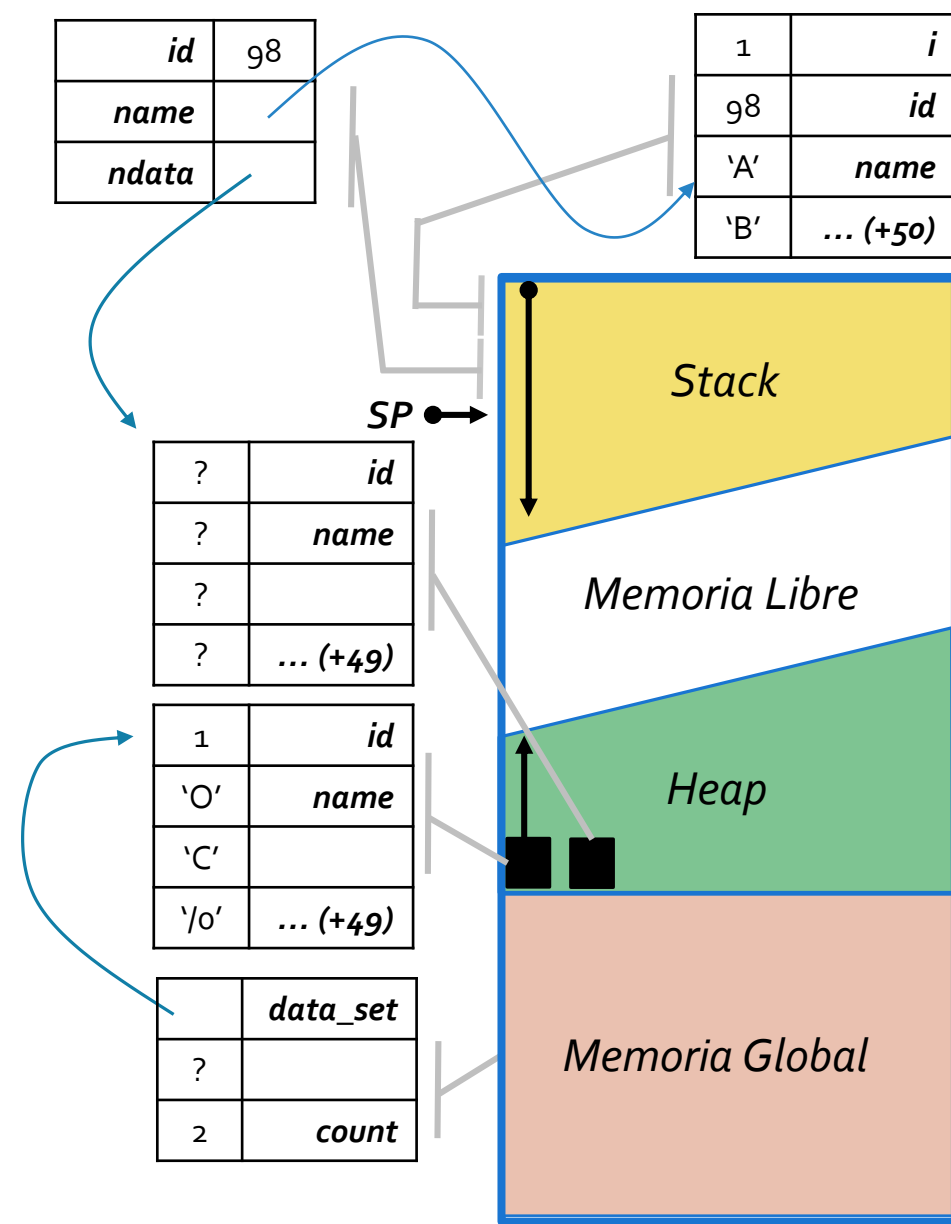 id 98
name
ndata
1 i
98 id
‘A’ name
‘B’ ... (+50)
Stack
SP
Memoria Libre
? id
? name
?
? ... (+49)
1 id
‘O’ name
‘C’
‘/0’ ... (+49)
Heap
data_set
?
2 count
Memoria Global